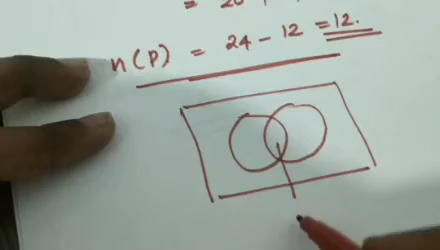 n(P) = 24 - 12 = 12.